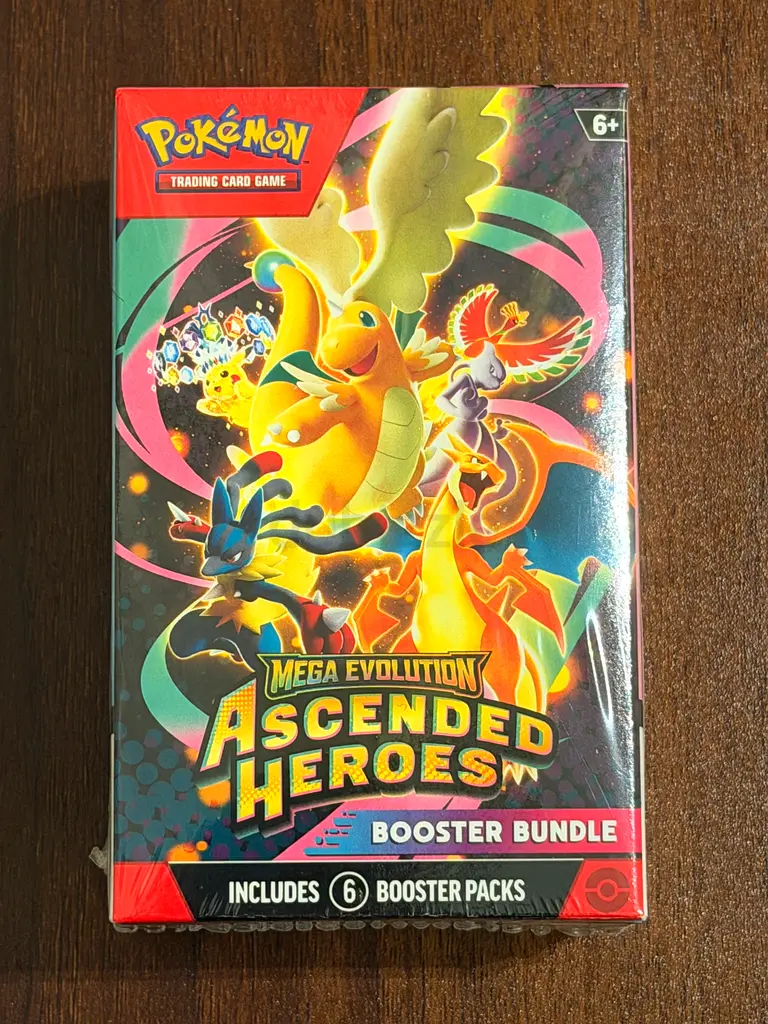 POKÉMON
TRADING CARD GAME
6+
MEGA EVOLUTION
ASCENDED
HEROES
BOOSTER BUNDLE
INCLUDES 6 BOOSTER PACKS